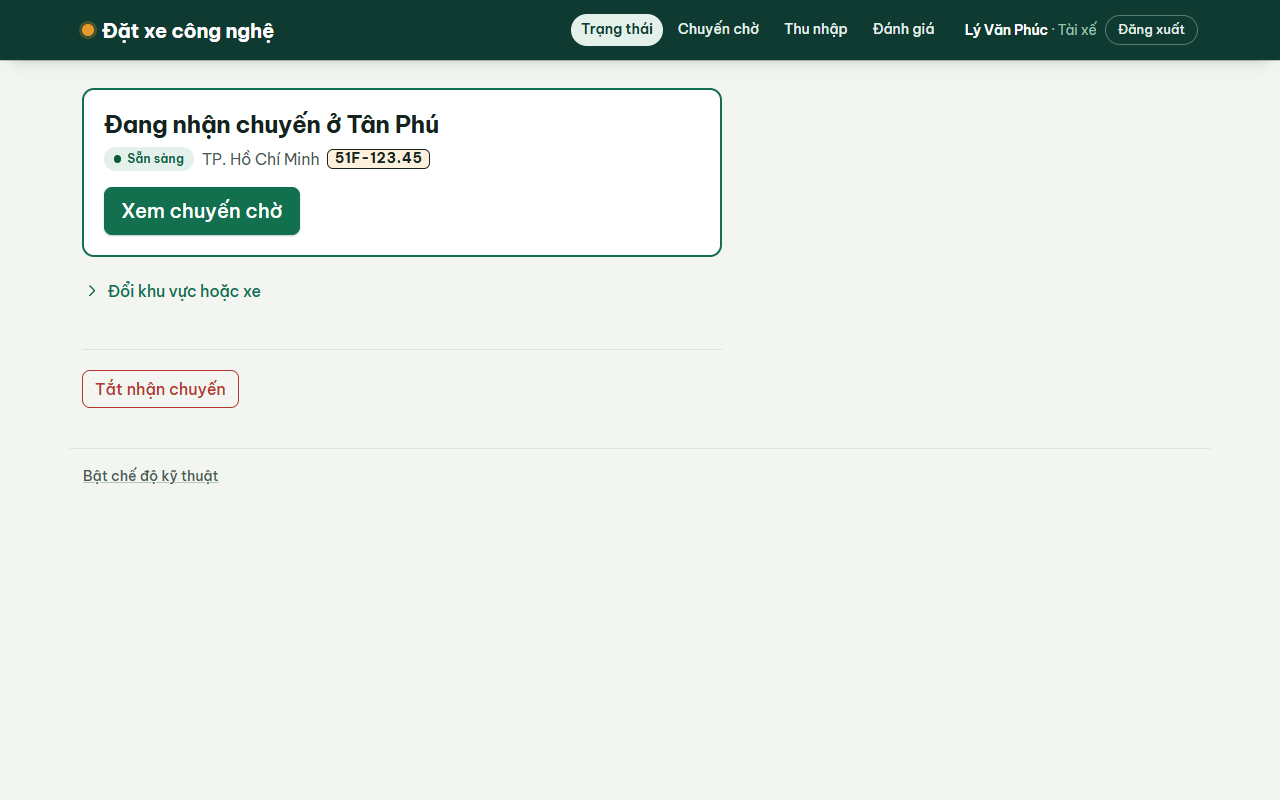 Đặt xe công nghệ
Trạng thái
Chuyến chờ
Thu nhập
Đánh giá
Lý Văn Phúc · Tài xế
Đăng xuất
Đang nhận chuyến ở Tân Phú
Sẵn sàng
TP. Hồ Chí Minh
51F-123.45
Xem chuyến chờ
Đổi khu vực hoặc xe
Tắt nhận chuyến
Bật chế độ kỹ thuật